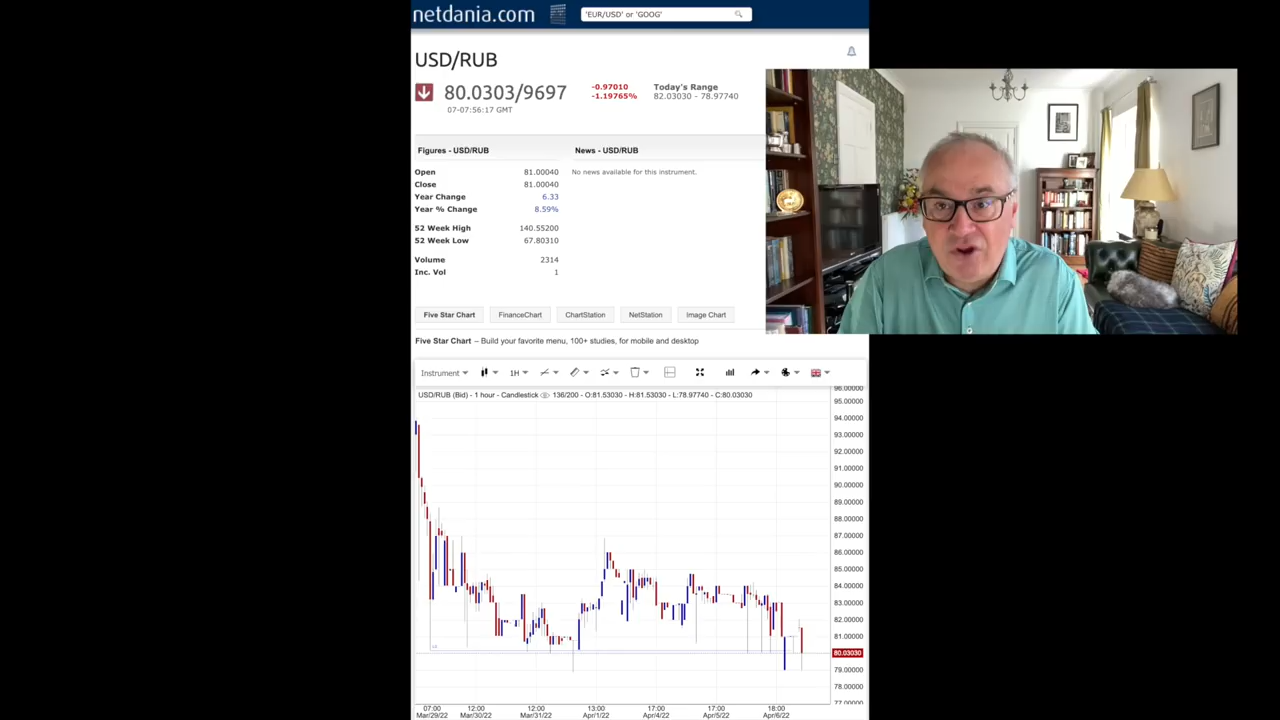 netdania.com
'EUR/USD' or 'GOOG'
USD/RUB
80.0303/9697
-0.97010
-1.19765%
Today's Range
82.03030 - 78.97740
07-07:56:17 GMT
Figures - USD/RUB
News - USD/RUB
Open 81.00040
No news available for this instrument.
Close 81.00040
Year Change 6.33
Year % Change 8.59%
52 Week High 140.55200
52 Week Low 67.80310
Volume 2314
Inc. Vol 1
Five Star Chart FinanceChart ChartStation NetStation Image Chart
Five Star Chart – Build your favorite menu, 100+ studies, for mobile and desktop
Instrument 1H
USD/RUB (Bid) - 1 hour - Candlestick 136/200 - O:81.53030 - H:81.53030 - L:78.97740 - C:80.03030
96.00000
95.00000
94.00000
93.00000
92.00000
91.00000
90.00000
89.00000
88.00000
87.00000
86.00000
85.00000
84.00000
83.00000
82.00000
81.00000
80.03030
79.00000
78.00000
77.00000
07:00 12:00 12:00 13:00 17:00 17:00 18:00
Mar/29/22 Mar/30/22 Mar/31/22 Apr/1/22 Apr/4/22 Apr/5/22 Apr/6/22